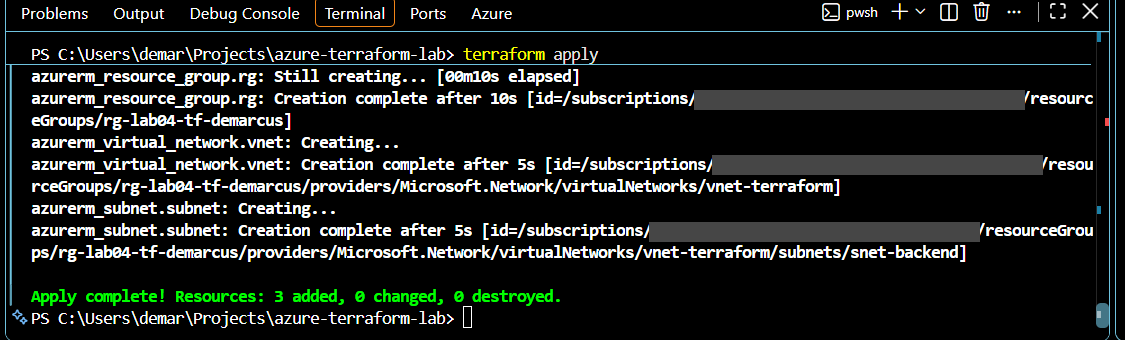 Problems Output Debug Console Terminal Ports Azure pwsh
PS C:\Users\demar\Projects\azure-terraform-lab> terraform apply
azurerm_resource_group.rg: Still creating... [00m10s elapsed]
azurerm_resource_group.rg: Creation complete after 10s [id=/subscriptions/ /resourc
eGroups/rg-lab04-tf-demarcus]
azurerm_virtual_network.vnet: Creating...
azurerm_virtual_network.vnet: Creation complete after 5s [id=/subscriptions/ /resou
rceGroups/rg-lab04-tf-demarcus/providers/Microsoft.Network/virtualNetworks/vnet-terraform]
azurerm_subnet.subnet: Creating...
azurerm_subnet.subnet: Creation complete after 5s [id=/subscriptions/ /resourceGrou
ps/rg-lab04-tf-demarcus/providers/Microsoft.Network/virtualNetworks/vnet-terraform/subnets/snet-backend]
Apply complete! Resources: 3 added, 0 changed, 0 destroyed.
PS C:\Users\demar\Projects\azure-terraform-lab>